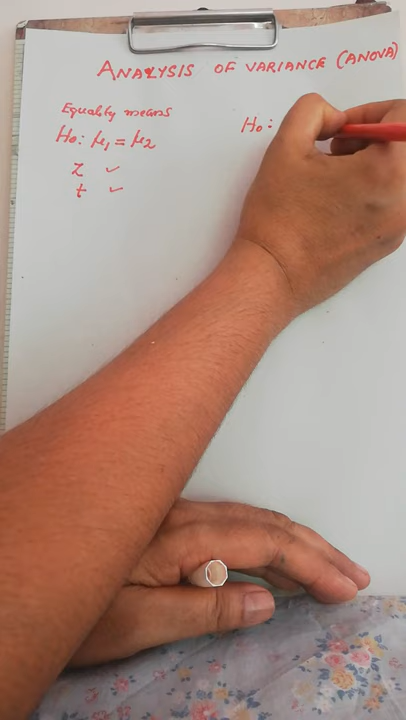 ANALYSIS OF VARIANCE (ANOVA)
Equality means
H₀: μ₁ = μ₂
Z ✓
t ✓
H₀: